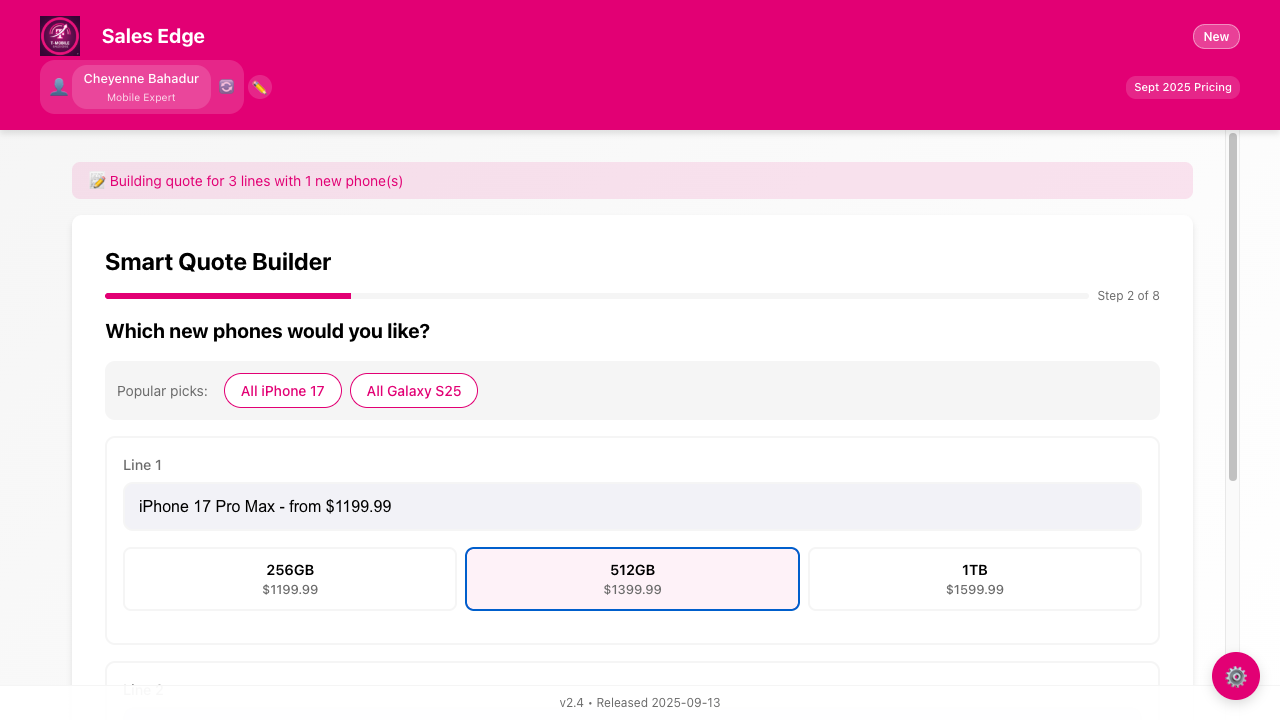 T-MOBILE
Sales Edge
New
Cheyenne Bahadur
Mobile Expert
Sept 2025 Pricing
Building quote for 3 lines with 1 new phone(s)
Smart Quote Builder
Step 2 of 8
Which new phones would you like?
Popular picks:
All iPhone 17
All Galaxy S25
Line 1
iPhone 17 Pro Max - from $1199.99
256GB
$1199.99
512GB
$1399.99
1TB
$1599.99
Line 2
v2.4 • Released 2025-09-13